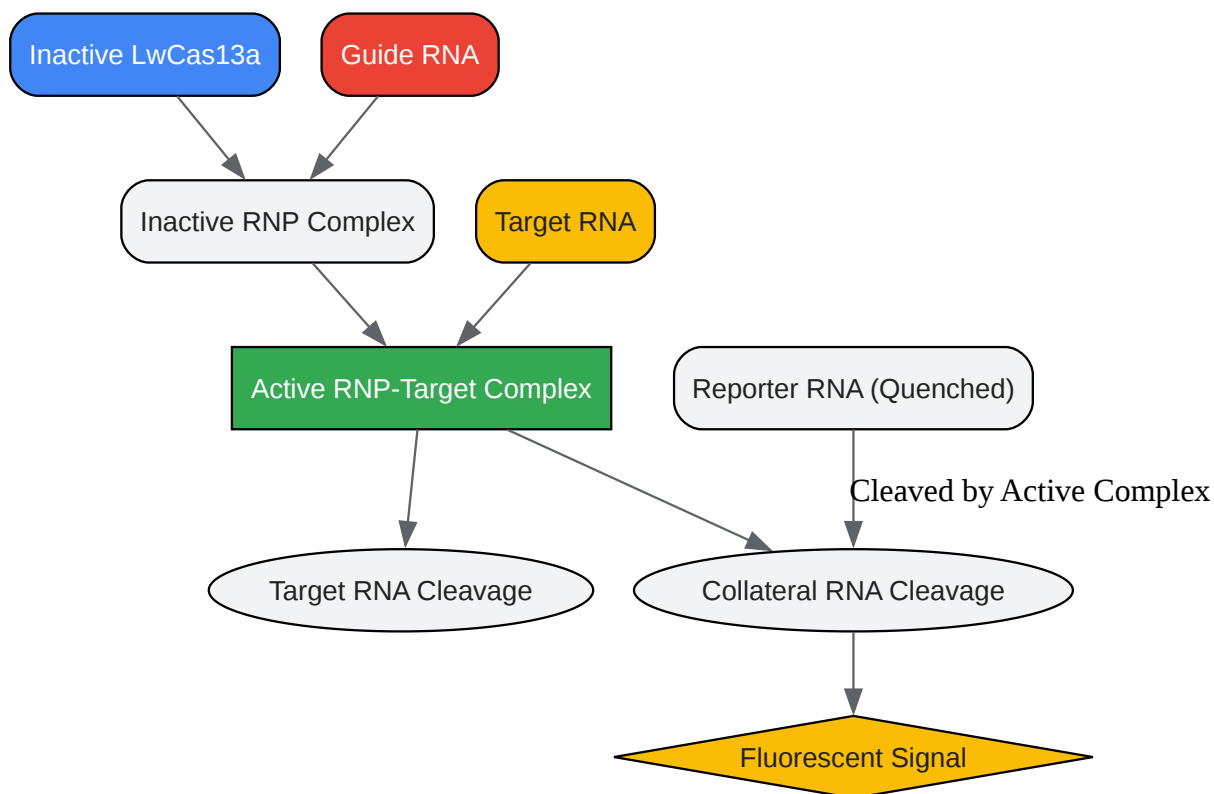 Inactive LwCas13a
Guide RNA
Inactive RNP Complex
Target RNA
Active RNP-Target Complex
Reporter RNA (Quenched)
Cleaved by Active Complex
Target RNA Cleavage
Collateral RNA Cleavage
Fluorescent Signal